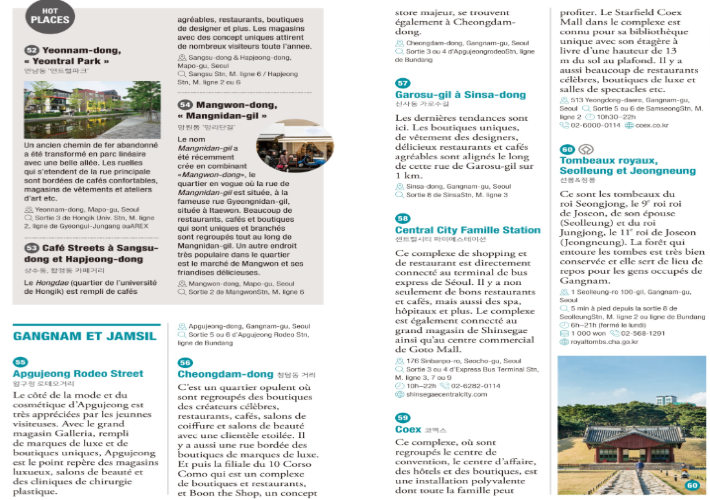 HOT
PLACES
52 Yeonnam-dong,
« Yeontral Park »
연남동 '연트럴파크'
Un ancien chemin de fer abandonné
a été transformé en parc linéaire
avec une belle allée. Les ruelles
qui s'étendent de la rue principale
sont bordées de cafés confortables,
magasins de vêtements et ateliers
d'art etc.
Yeonnam-dong, Mapo-gu, Seoul
Sortie 3 de Hongik Univ. Stn, M. ligne
2, ligne de Gyeongui-Jungang ouAREX
53 Café Streets à Sangsu-
dong et Hapjeong-dong
상수동, 합정동 카페거리
Le Hongdae (quartier de l'université
de Hongik) est rempli de cafés
agréables, restaurants, boutiques
de designer et plus. Les magasins
avec des concept uniques attirent
de nombreux visiteurs toute l'annee.
Sangsu-dong & Hapjeong-dong,
Mapo-gu, Seoul
Sangsu Stn, M. ligne 6 / Hapjeong
Stn, M. ligne 2 ou 6
54 Mangwon-dong,
« Mangnidan-gil »
망원동 '망리단길'
Le nom
Mangnidan-gil a
été récemment
crée en combinant
«Mangwon-dong», le
quartier en vogue où la rue de
Mangnidan-gil est située, à la
fameuse rue Gyeongnidan-gil,
située à Itaewon. Beaucoup de
restaurants, cafés et boutiques
qui sont uniques et branchés
sont regroupés tout au long de
Mangnidan-gil. Un autre endroit
très populaire dans le quartier
est le marché de Mangwon et ses
friandises délicieuses.
Mangwon-dong, Mapo-gu, Seoul
Sortie 2 de MangwonStn, M. ligne 6
GANGNAM ET JAMSIL
55
Apgujeong Rodeo Street
압구정 로데오거리
Le côté de la mode et du
cosmétique d'Apgujeong est
très appréciées par les jeunnes
visiteuses. Avec le grand
magasin Galleria, rempli
de marques de luxe et de
boutiques uniques, Apgujeong
est le point repère des magasins
luxueux, salons de beauté et
des cliniques de chirurgie
plastique.
Apgujeong-dong, Gangnam-gu, Seoul
Sortie 5 ou 6 d'Apgujeong Rodeo Stn,
ligne de Bundang
56
Cheongdam-dong 청담동 거리
C'est un quartier opulent où
sont regroupés des boutiques
des créateurs célèbres,
restaurants, cafés, salons de
coiffure et salons de beauté
avec une clientèle etoilée. Il
y a aussi une rue bordée des
boutiques de marques de luxe.
Et puis la filiale du 10 Corso
Como qui est un complexe
de boutiques et restaurants,
et Boon the Shop, un concept
store majeur, se trouvent
également à Cheongdam-
dong.
Cheongdam-dong, Gangnam-gu, Seoul
Sortie 3 ou 4 d'ApgujeongrodeoStn, ligne
de Bundang
57
Garosu-gil à Sinsa-dong
신사동 가로수길
Les dernières tendances sont
ici. Les boutiques uniques,
de vêtement des designers,
délicieux restaurants et cafés
agréables sont alignés le long
de cette rue de Garosu-gil sur
1 km.
Sinsa-dong, Gangnam-gu, Seoul
Sortie 8 de SinsaStn, M. ligne 3
58
Central City Famille Station
센트럴시티 파미에스테이션
Ce complexe de shopping et
de restaurant est directement
connecté au terminal de bus
express de Séoul. Il y a non
seulement de bons restaurants
et cafés, mais aussi des spa,
hôpitaux et plus. Le complexe
est également connecté au
grand magasin de Shinsegae
ainsi qu'au centre commercial
de Goto Mall.
176 Sinbanpo-ro, Seocho-gu, Seoul
Sortie 3 ou 4 d'Express Bus Terminal Stn,
M. ligne 3, 7 ou 9
10h–22h 02-6282-0114
shinsegaecentralcity.com
59
Coex 코엑스
Ce complexe, où sont
regroupés le centre de
convention, le centre d'affaire,
des hôtels et des boutiques, est
une installation polyvalente
dont toute la famille peut
profiter. Le Starfield Coex
Mall dans le complexe est
connu pour sa bibliothèque
unique avec son étagère à
livre d'une hauteur de 13
m du sol au plafond. Il y a
aussi beaucoup de restaurants
célèbres, boutiques de luxe et
salles de spectacles etc.
513 Yeongdong-daero, Gangnam-gu,
Seoul Sortie 5 ou 6 de SamseongStn, M.
ligne 2 10h30–22h
02-6000-0114 coex.co.kr
60
Tombeaux royaux,
Seolleung et Jeongneung
선릉&정릉
Ce sont les tombeaux du
roi Seongjong, le 9e roi roi
de Joseon, de son épouse
(Seolleung) et du roi
Jungjong, le 11e roi de Joseon
(Jeongneung). La forêt qui
entoure les tombes est très bien
conservée et elle sert de lieu de
repos pour les gens occupés de
Gangnam.
1 Seolleung-ro 100-gil, Gangnam-gu,
Seoul
5 min à pied depuis la sortie 8 de
SeolleungStn, M. ligne 2 ou ligne de Bundang
6h–21h (fermé le lundi)
1 000 won 02-568-1291
royaltombs.cha.go.kr
60